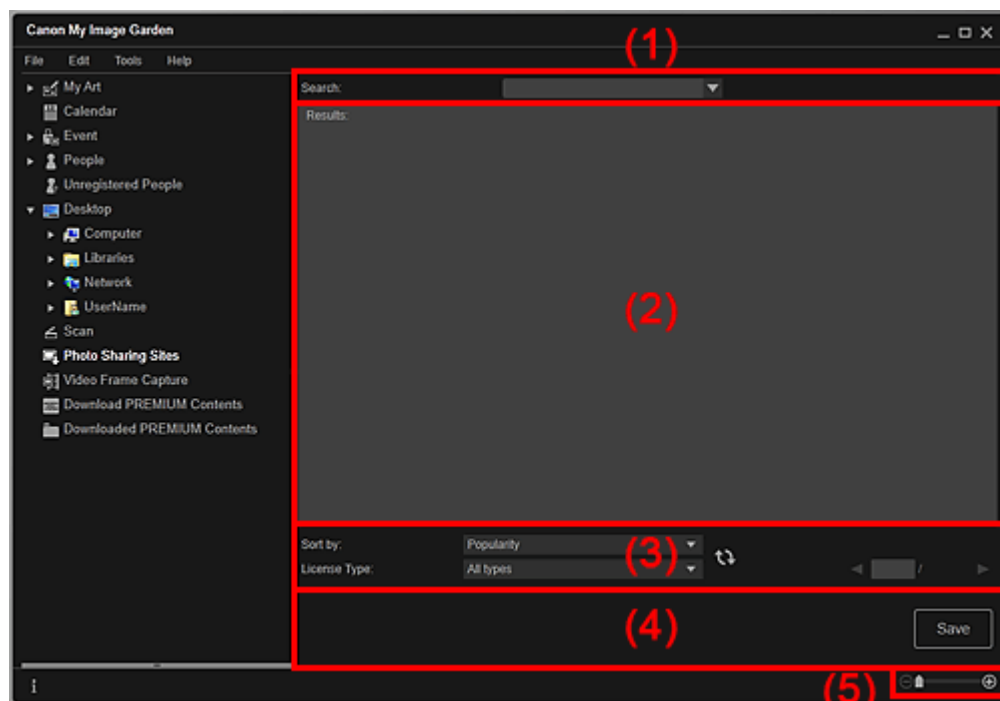 Canon My Image Garden
(1)
File Edit Tools Help
My Art
Calendar
Event
People
Unregistered People
Desktop
Computer
Libraries
Network
UserName
Scan
Photo Sharing Sites
Video Frame Capture
Download PREMIUM Contents
Downloaded PREMIUM Contents
Search:
Results:
(2)
Sort by: Popularity
(3)
License Type: All types
/
(4)
Save
(5)
i